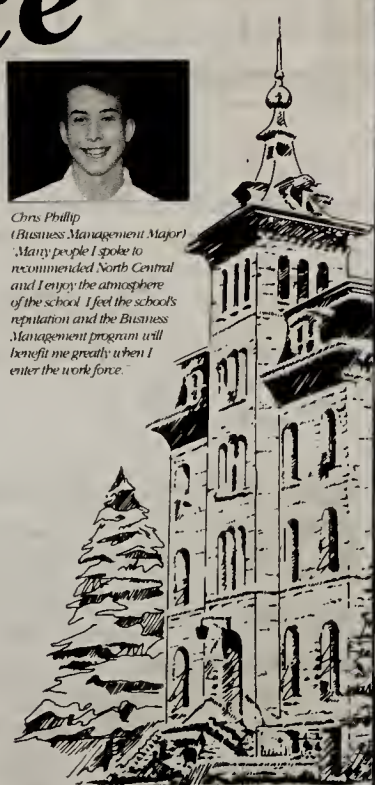 ce
Chris Phillip
(Business Management Major)
"Many people I spoke to
recommended North Central
and I enjoy the atmosphere
of the school. I feel the school's
reputation and the Business
Management program will
benefit me greatly when I
enter the work force."